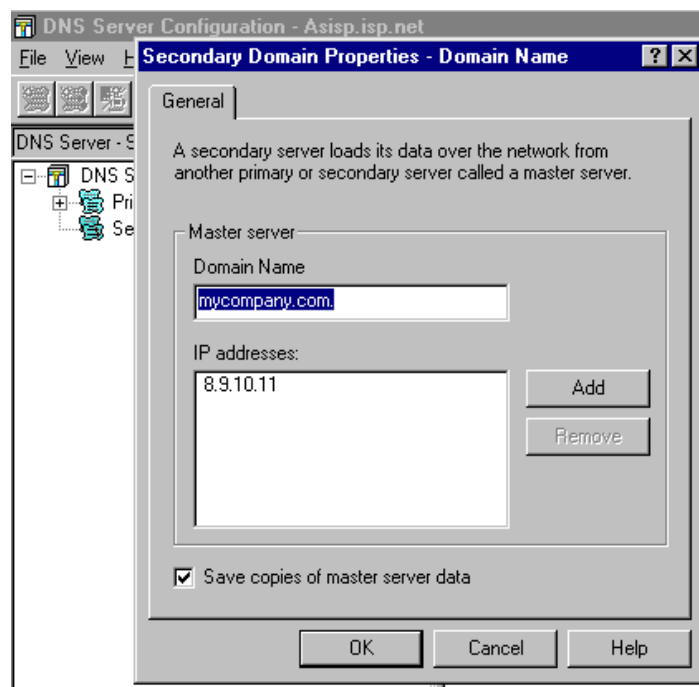 DNS Server Configuration - Asisp.isp.net
File View H
Secondary Domain Properties - Domain Name
General
DNS Server - S
A secondary server loads its data over the network from
another primary or secondary server called a master server.
DNS S
Pri
Se
Master server
Domain Name
mycompany.com.
IP addresses:
8.9.10.11
Add
Remove
Save copies of master server data
OK Cancel Help